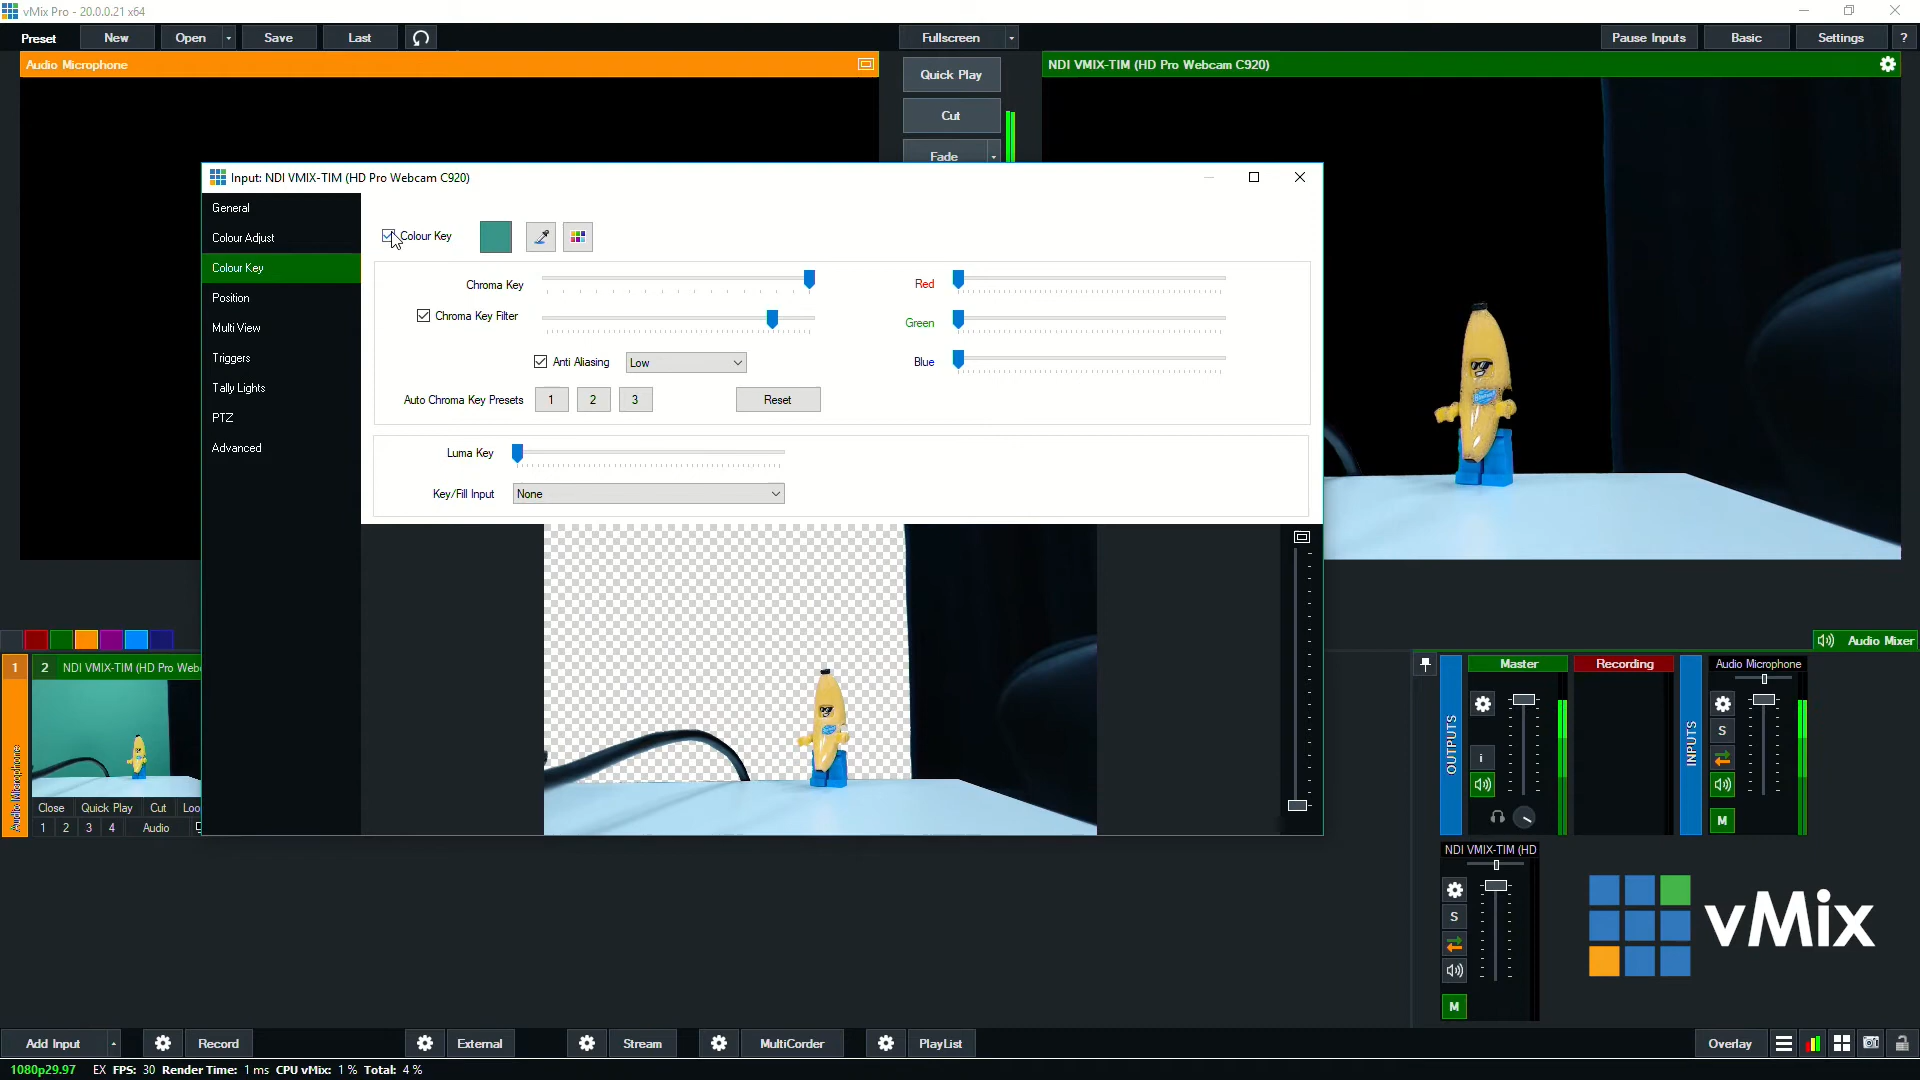 vMix Pro - 20.0.0.21 x64
Preset New Open Save Last Fullscreen Pause Inputs Basic Settings ?
Audio Microphone
NDI VMIX-TIM (HD Pro Webcam C920)
Quick Play
Cut
Fade
Input: NDI VMIX-TIM (HD Pro Webcam C920)
General
Colour Adjust
Colour Key
Position
Multi View
Triggers
Tally Lights
PTZ
Advanced
Colour Key
Chroma Key
Chroma Key Filter
Anti Aliasing Low
Auto Chroma Key Presets 1 2 3 Reset
Red
Green
Blue
Luma Key
Key/Fill Input None
1
Audio Microphone
2 NDI VMIX-TIM (HD Pro Web
Close Quick Play Cut Loo
1 2 3 4 Audio
Audio Mixer
OUTPUTS
Master
i
Recording
INPUTS
Audio Microphone
S
M
NDI VMIX-TIM (HD
S
M
vMix
Add Input Record External Stream MultiCorder PlayList Overlay
1080p29.97 EX FPS: 30 Render Time: 1 ms CPU vMix: 1 % Total: 4 %